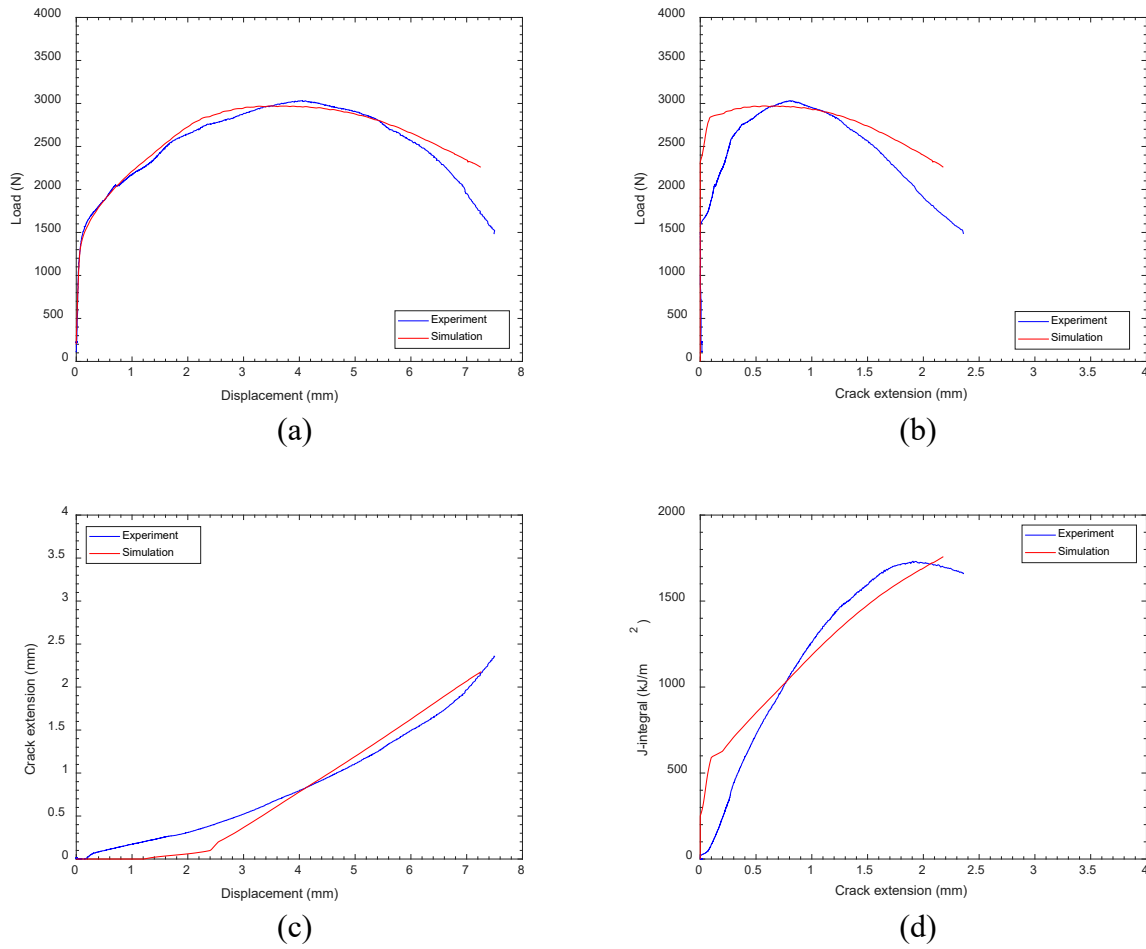 4000
3500
3000
2500
2000
1500
1000
500
0
Load (N)
0 1 2 3 4 5 6 7 8
Displacement (mm)
Experiment
Simulation
(a)
4000
3500
3000
2500
2000
1500
1000
500
0
Load (N)
0 0.5 1 1.5 2 2.5 3 3.5 4
Crack extension (mm)
Experiment
Simulation
(b)
4
3.5
3
2.5
2
1.5
1
0.5
0
Crack extension (mm)
0 1 2 3 4 5 6 7 8
Displacement (mm)
Experiment
Simulation
(c)
2000
1500
1000
500
0
J-integral (kJ/m 2 )
0 0.5 1 1.5 2 2.5 3 3.5 4
Crack extension (mm)
Experiment
Simulation
(d)